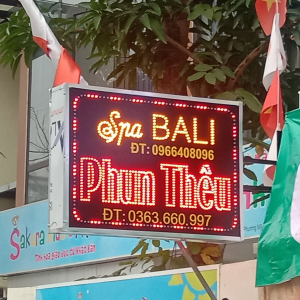 Spa BALI
ĐT: 0966408096
Phun Thêu
ĐT: 0363.660.997
Sakura